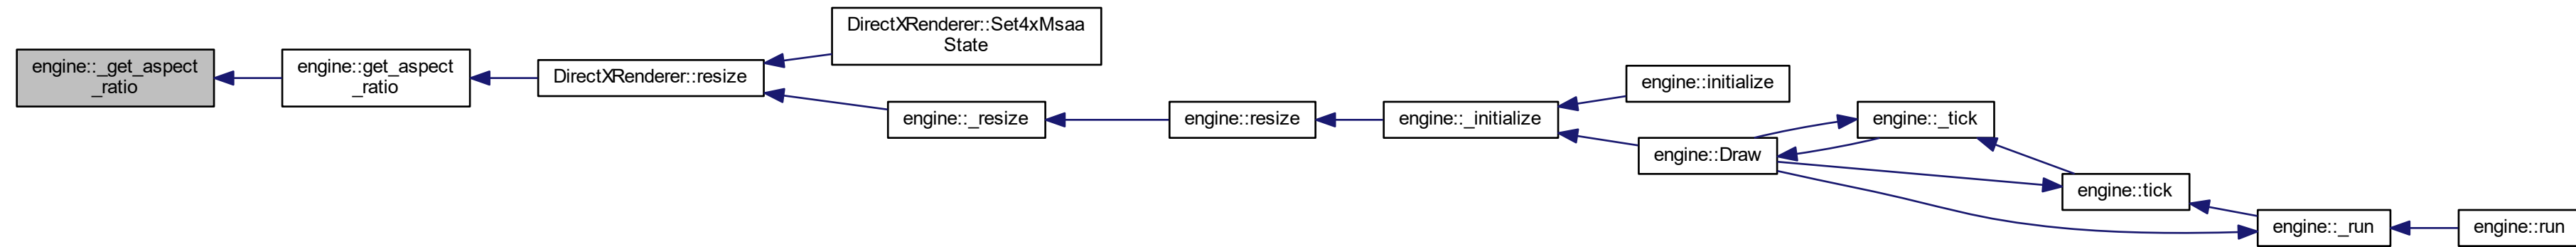 engine::_get_aspect
_ratio
engine::get_aspect
_ratio
DirectXRenderer::resize
DirectXRenderer::Set4xMsaa
State
engine::_resize
engine::resize
engine::_initialize
engine::initialize
engine::Draw
engine::_tick
engine::tick
engine::_run
engine::run